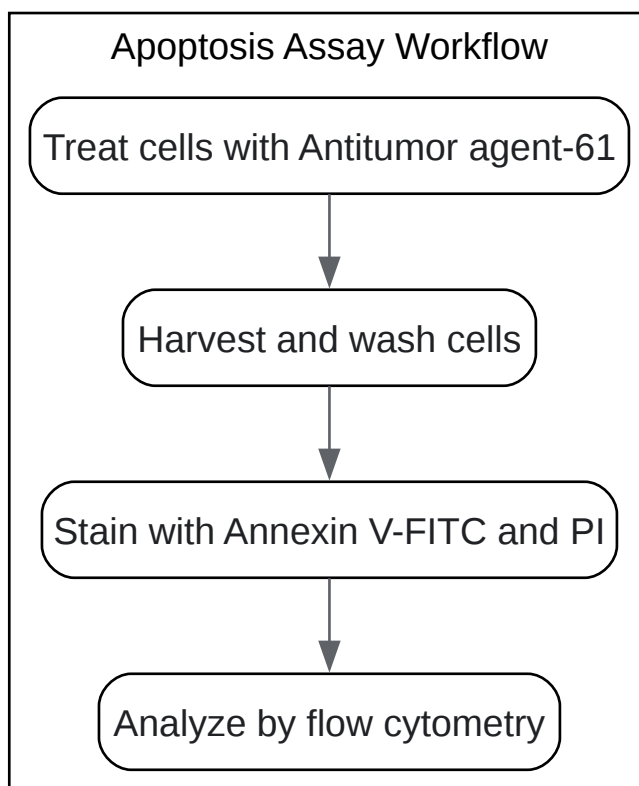 Apoptosis Assay Workflow
Treat cells with Antitumor agent-61
Harvest and wash cells
Stain with Annexin V-FITC and PI
Analyze by flow cytometry